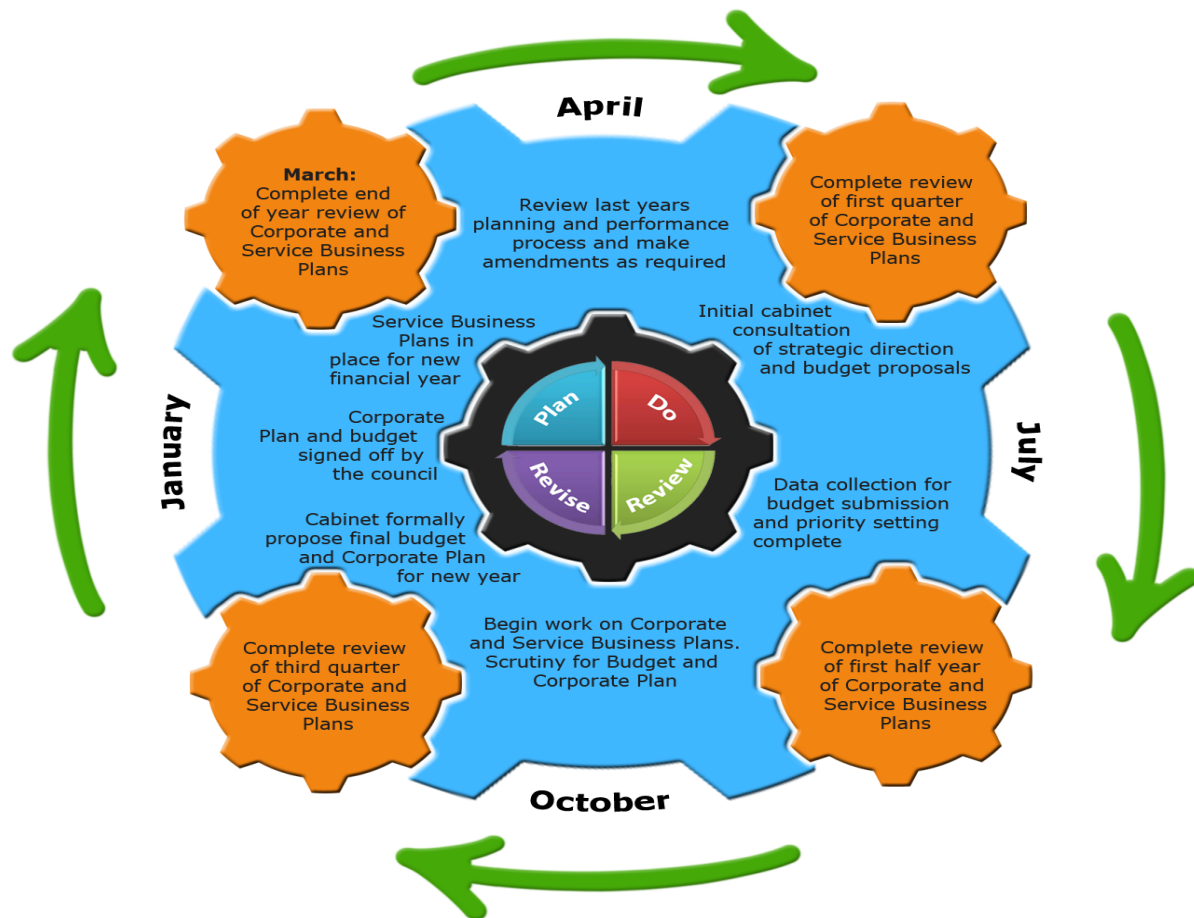 April
March:
Complete end
of year review of
Corporate and
Service Business
Plans
Review last years
planning and performance
process and make
amendments as required
Complete review
of first quarter
of Corporate and
Service Business
Plans
Service Business
Plans in
place for new
financial year
Initial cabinet
consultation
of strategic direction
and budget proposals
Plan
Do
Revise
Review
January
July
Corporate
Plan and budget
signed off by
the council
Data collection for
budget submission
and priority setting
complete
Cabinet formally
propose final budget
and Corporate Plan
for new year
Complete review
of third quarter
of Corporate and
Service Business
Plans
Begin work on Corporate
and Service Business Plans.
Scrutiny for Budget and
Corporate Plan
Complete review
of first half year
of Corporate and
Service Business
Plans
October